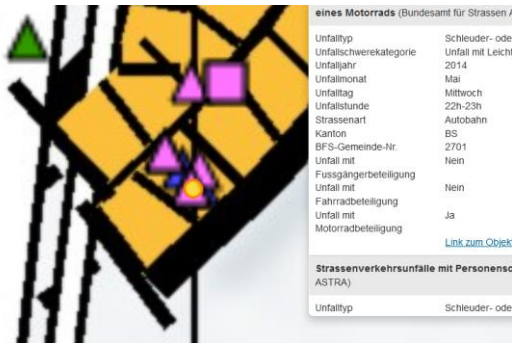 eines Motorrads (Bundesamt für Strassen A
Unfalltyp Schleuder- ode
Unfallschwerekategorie Unfall mit Leicht
Unfalljahr 2014
Unfallmonat Mai
Unfalltag Mittwoch
Unfallstunde 22h-23h
Strassenart Autobahn
Kanton BS
BFS-Gemeinde-Nr. 2701
Unfall mit Nein
Fussgängerbeteiligung
Unfall mit Nein
Fahrradbeteiligung
Unfall mit Ja
Motorradbeteiligung
Link zum Objekt
Strassenverkehrsunfälle mit Personensc
ASTRA)
Unfalltyp Schleuder- ode